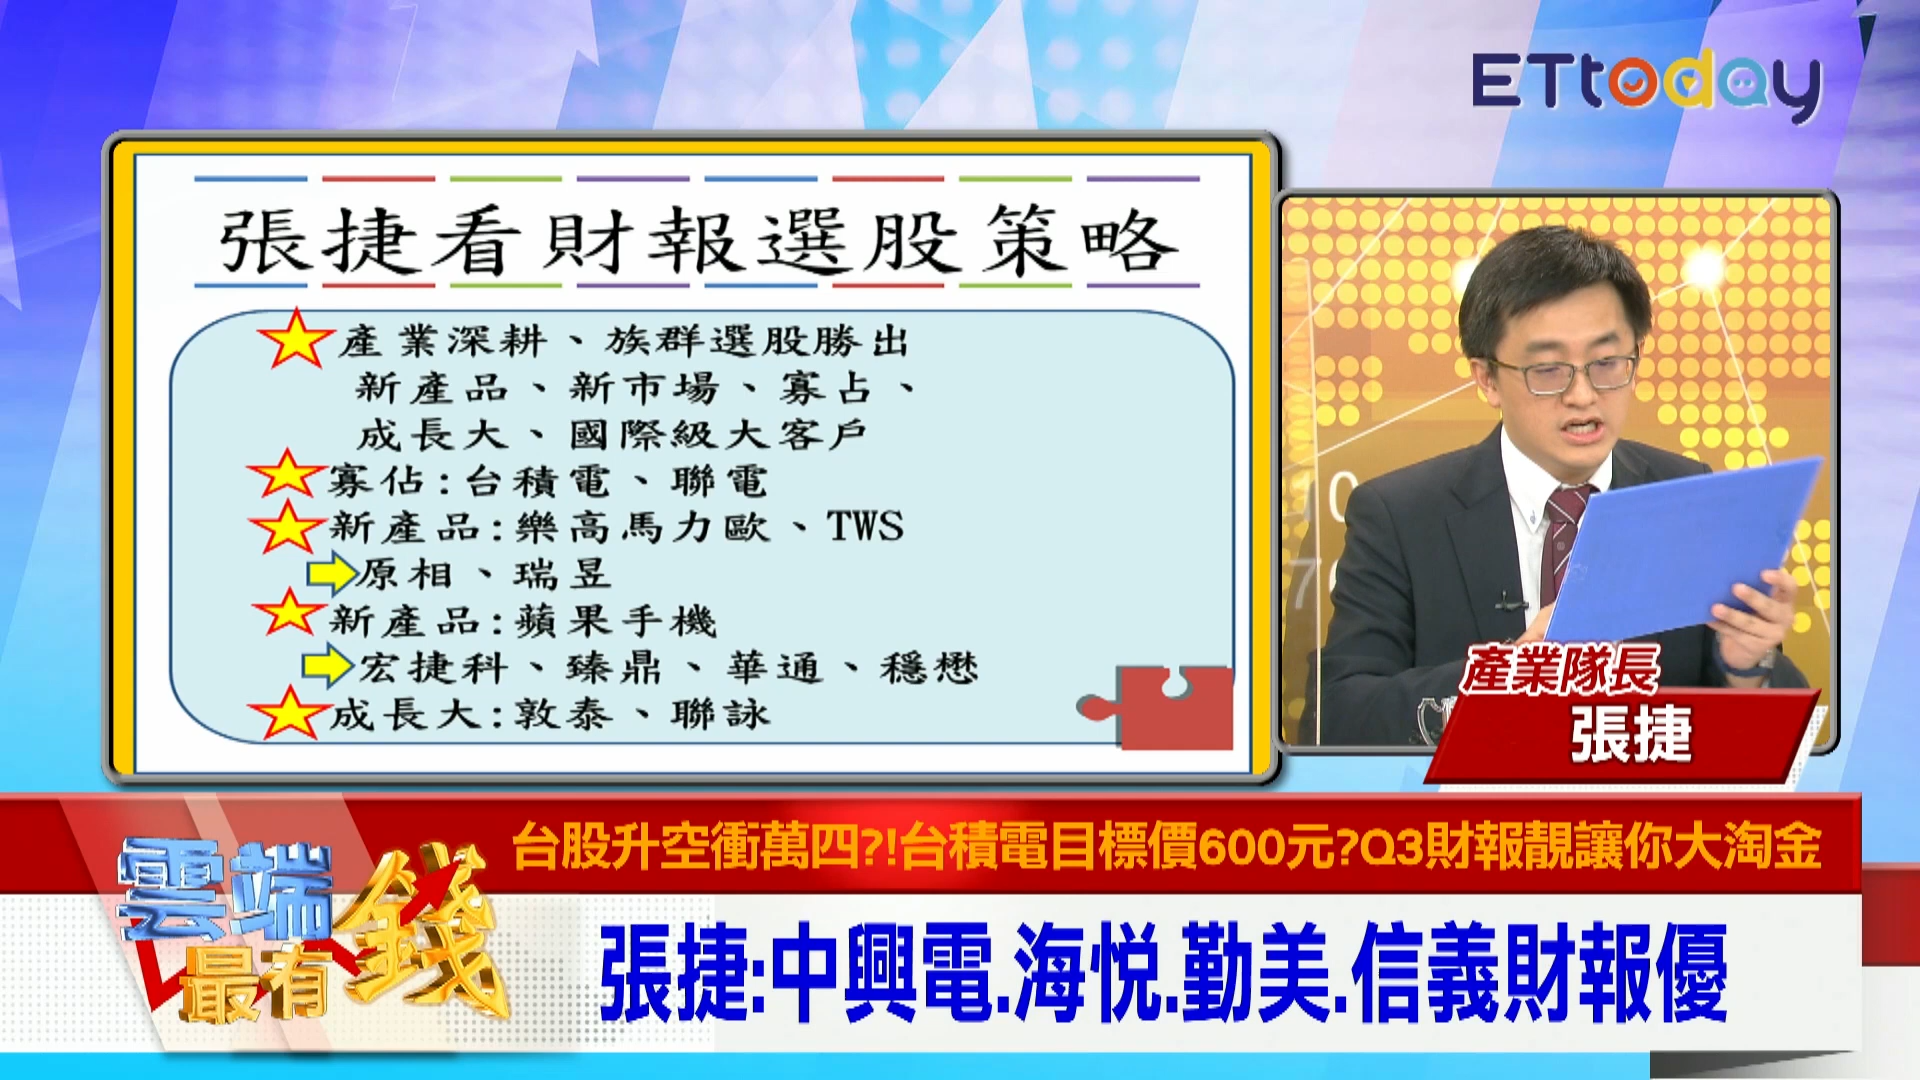 ETtoday
張捷看財報選股策略
產業深耕、族群選股勝出
新產品、新市場、寡占、
成長大、國際級大客戶
寡佔:台積電、聯電
新產品:樂高馬力歐、TWS
原相、瑞昱
新產品:蘋果手機
宏捷科、臻鼎、華通、穩懋
成長大:敦泰、聯詠
產業隊長
張捷
台股升空衝萬四?!台積電目標價600元?Q3財報靚讓你大淘金
雲端
最有錢
張捷:中興電.海悅.勤美.信義財報優